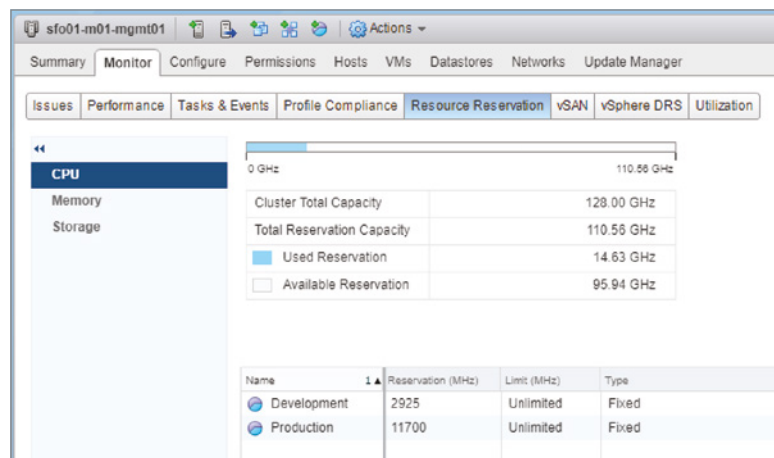 sfo01-m01-mgmt01 Actions
Summary Monitor Configure Permissions Hosts VMs Datastores Networks Update Manager
Issues Performance Tasks & Events Profile Compliance Resource Reservation vSAN vSphere DRS Utilization
CPU
Memory
Storage
0 GHz 110.56 GHz
Cluster Total Capacity 128.00 GHz
Total Reservation Capacity 110.56 GHz
Used Reservation 14.63 GHz
Available Reservation 95.94 GHz
Name 1 ▲ Reservation (MHz) Limit (MHz) Type
Development 2925 Unlimited Fixed
Production 11700 Unlimited Fixed